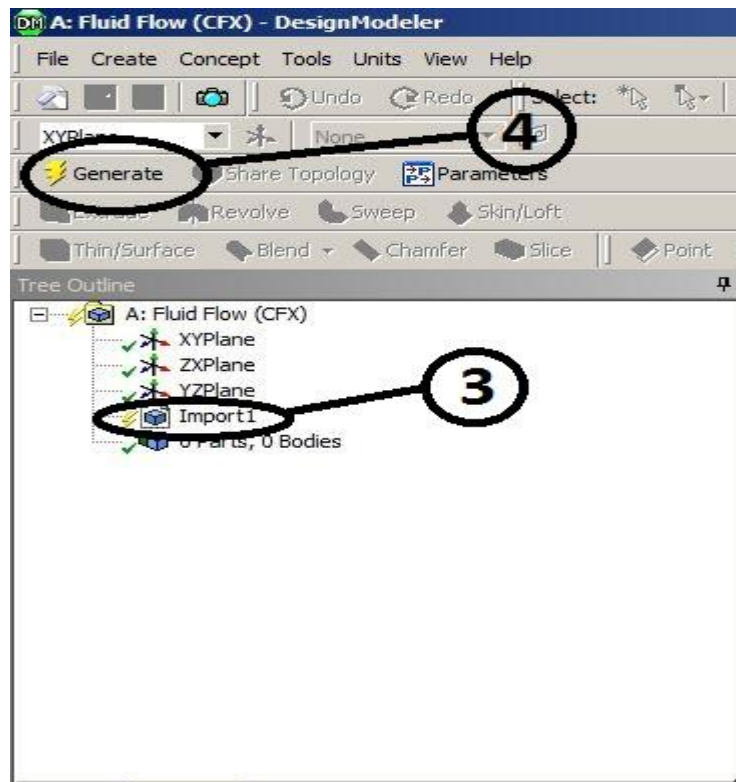 DM A: Fluid Flow (CFX) - DesignModeler
File Create Concept Tools Units View Help
Undo Redo Select:
XYPlane None 4
Generate Share Topology Parameters
Extrude Revolve Sweep Skin/Loft
Thin/Surface Blend Chamfer Slice Point
Tree Outline
A: Fluid Flow (CFX)
XYPlane
ZXPlane
YZPlane
3
Import1
0 Parts, 0 Bodies